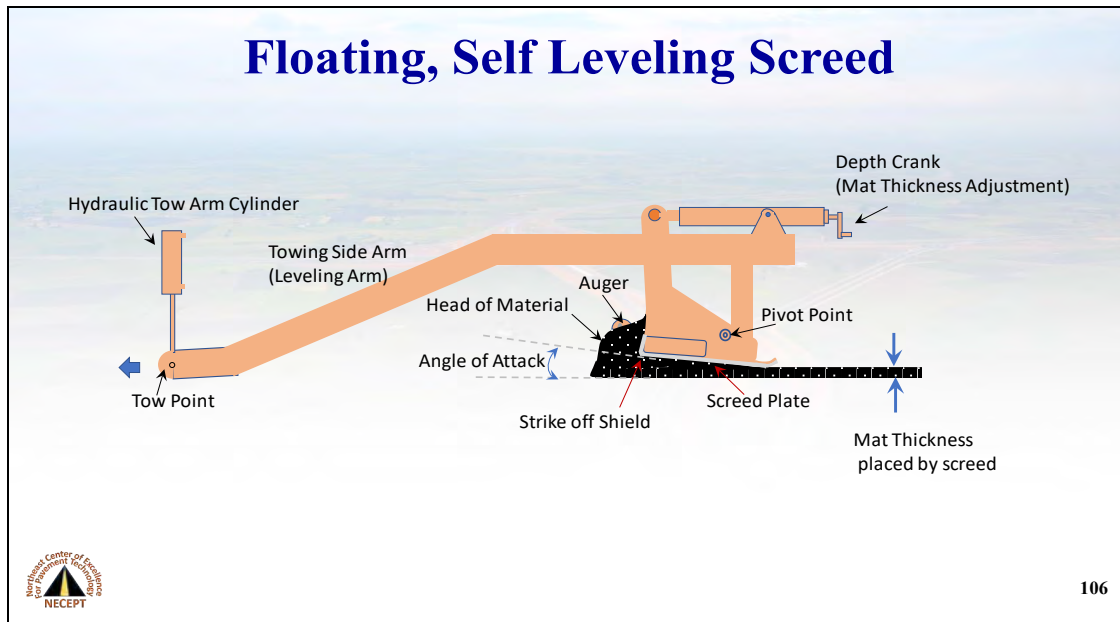 Floating, Self Leveling Screed
Depth Crank
(Mat Thickness Adjustment)
Hydraulic Tow Arm Cylinder
Towing Side Arm
(Leveling Arm)
Auger
Head of Material
Pivot Point
Angle of Attack
Tow Point
Screed Plate
Strike off Shield
Mat Thickness
placed by screed
Northeast Center of Excellence
For Pavement Technology
NECEPT
106